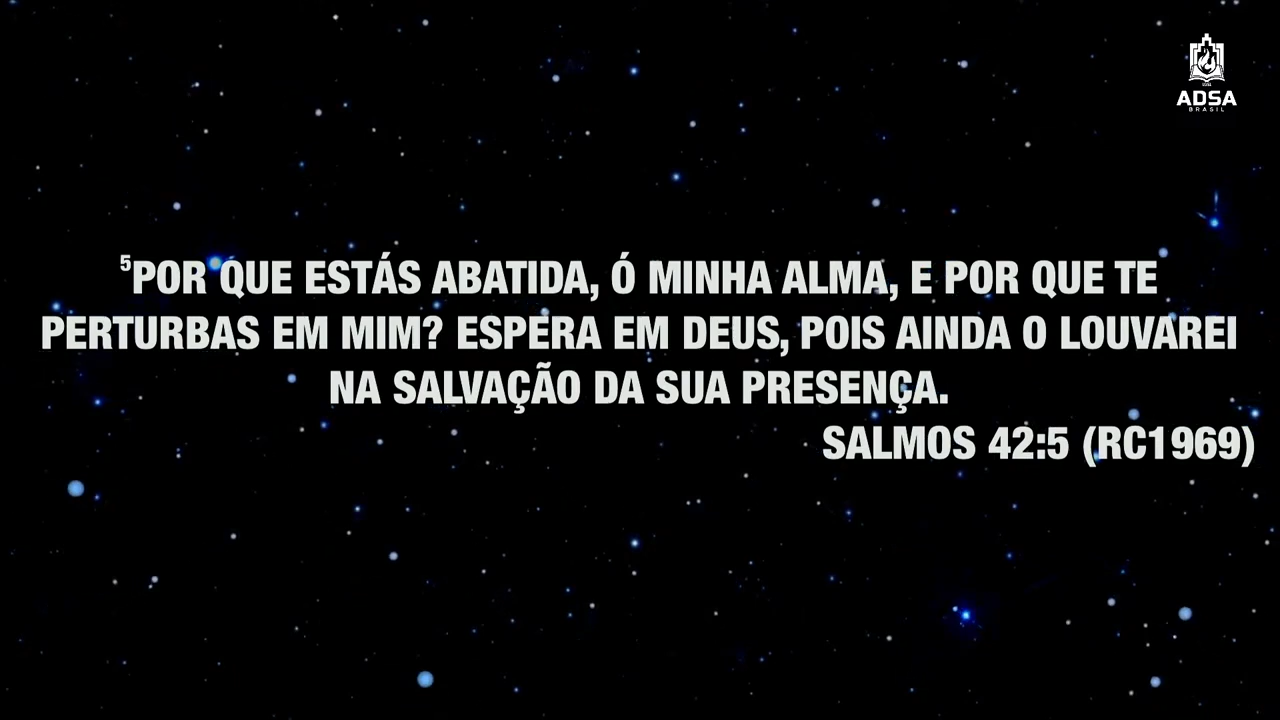 ADSA
BRASIL
⁵POR QUE ESTÁS ABATIDA, Ó MINHA ALMA, E POR QUE TE
PERTURBAS EM MIM? ESPERA EM DEUS, POIS AINDA O LOUVAREI
NA SALVAÇÃO DA SUA PRESENÇA.
SALMOS 42:5 (RC1969)